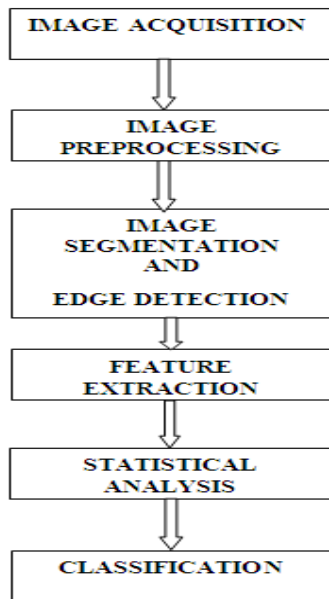 IMAGE ACQUISITION
IMAGE
PREPROCESSING
IMAGE
SEGMENTATION
AND
EDGE DETECTION
FEATURE
EXTRACTION
STATISTICAL
ANALYSIS
CLASSIFICATION